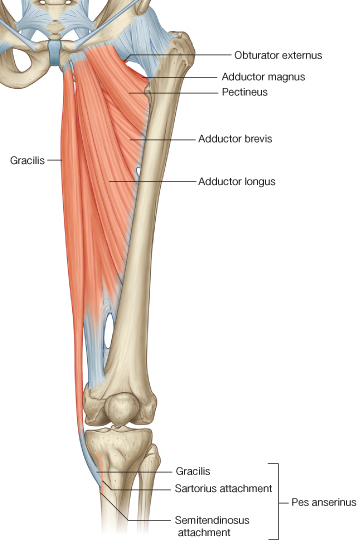 Obturator externus
Adductor magnus
Pectineus
Adductor brevis
Gracilis
Adductor longus
Gracilis
Sartorius attachment
Pes anserinus
Semitendinosus
attachment